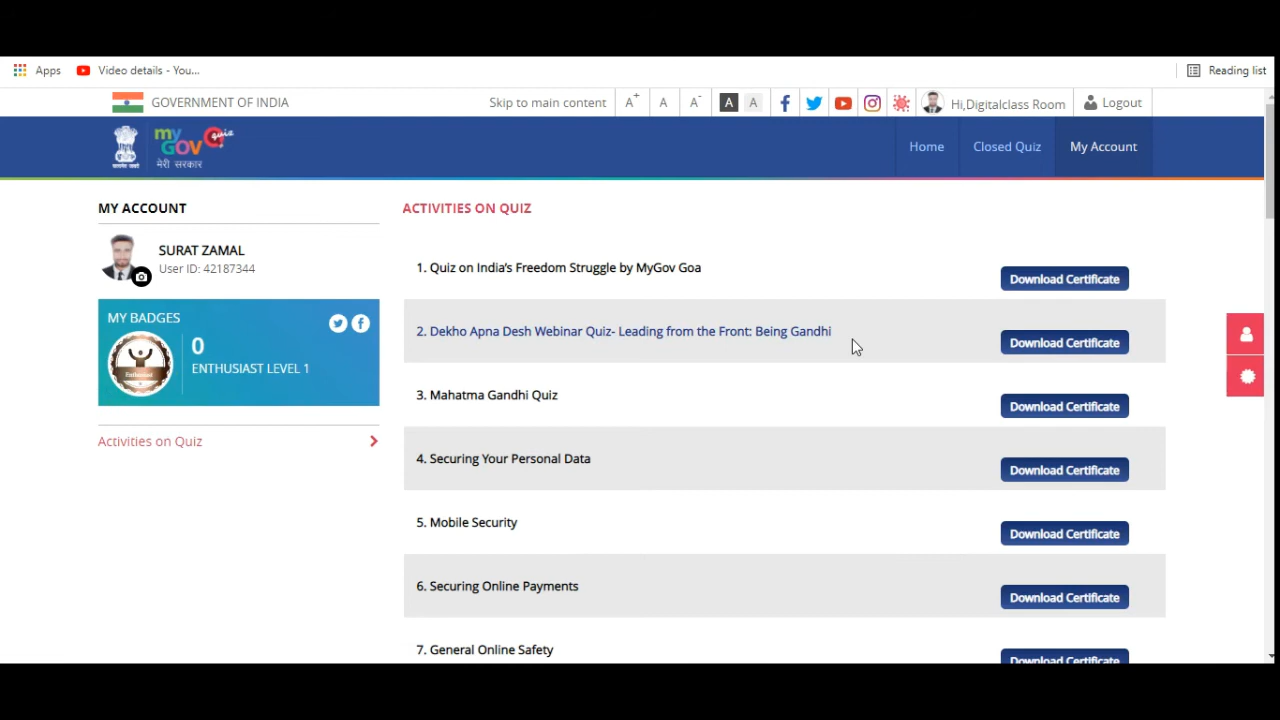 Apps Video details - You... Reading list
GOVERNMENT OF INDIA Skip to main content A+ A A- A A Hi,Digitalclass Room Logout
my GOV quiz
मेरी सरकार
Home Closed Quiz My Account
MY ACCOUNT
SURAT ZAMAL
User ID: 42187344
MY BADGES
0
ENTHUSIAST LEVEL 1
Enthusiast
Activities on Quiz
ACTIVITIES ON QUIZ
1. Quiz on India's Freedom Struggle by MyGov Goa Download Certificate
2. Dekho Apna Desh Webinar Quiz- Leading from the Front: Being Gandhi Download Certificate
3. Mahatma Gandhi Quiz Download Certificate
4. Securing Your Personal Data Download Certificate
5. Mobile Security Download Certificate
6. Securing Online Payments Download Certificate
7. General Online Safety Download Certificate